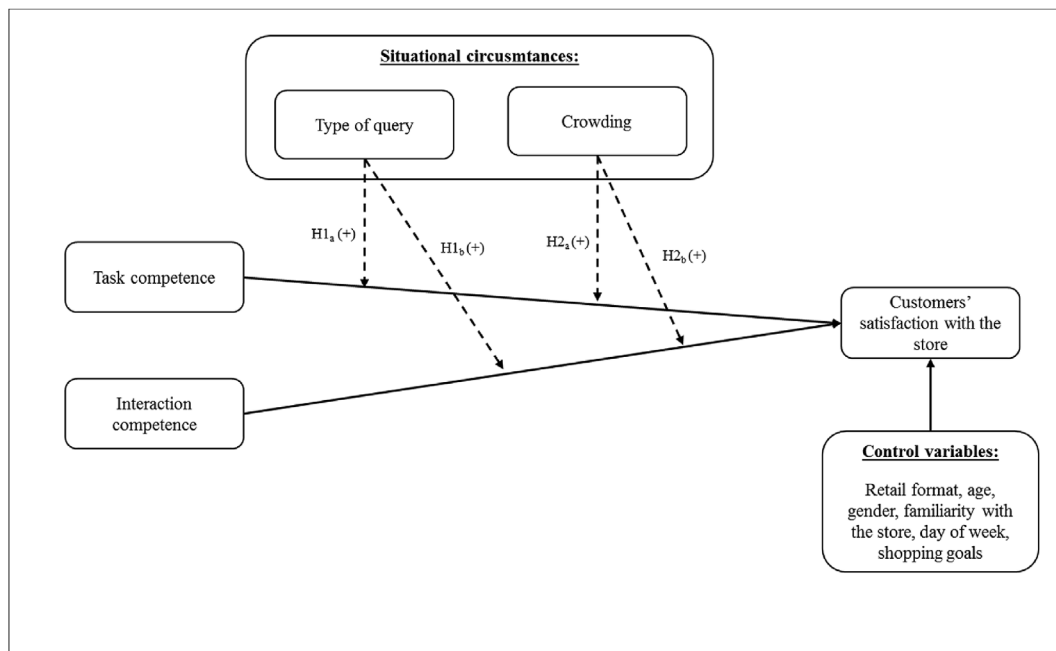 Situational circusmtances:
Type of query
Crowding
H1a (+)
H1b (+)
H2a (+)
H2b (+)
Task competence
Customers’
satisfaction with the
store
Interaction
competence
Control variables:
Retail format, age,
gender, familiarity with
the store, day of week,
shopping goals